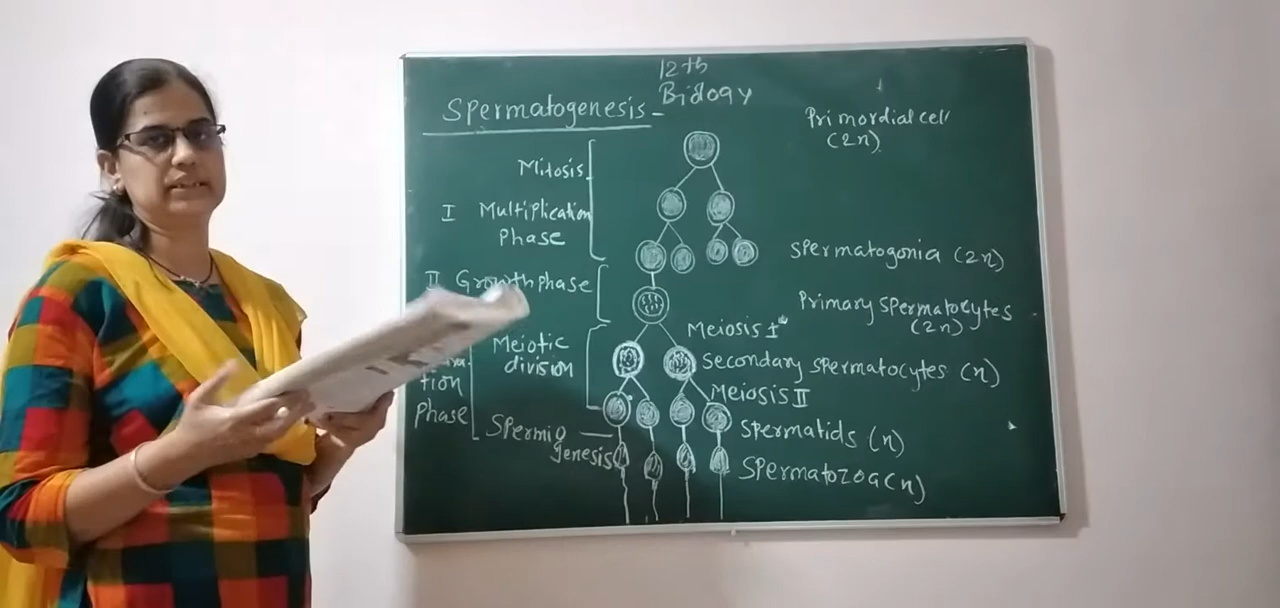 12th
Biology
Spermatogenesis -
Primordial cell
(2n)
Mitosis
I Multiplication
Phase
Spermatogonia (2n)
II Growth phase
Primary spermatocytes
(2n)
Meiosis I
Meiotic
division
Secondary spermatocytes (n)
tion
Phase
Meiosis II
Spermatids (n)
Spermio
genesis
Spermatozoa (n)